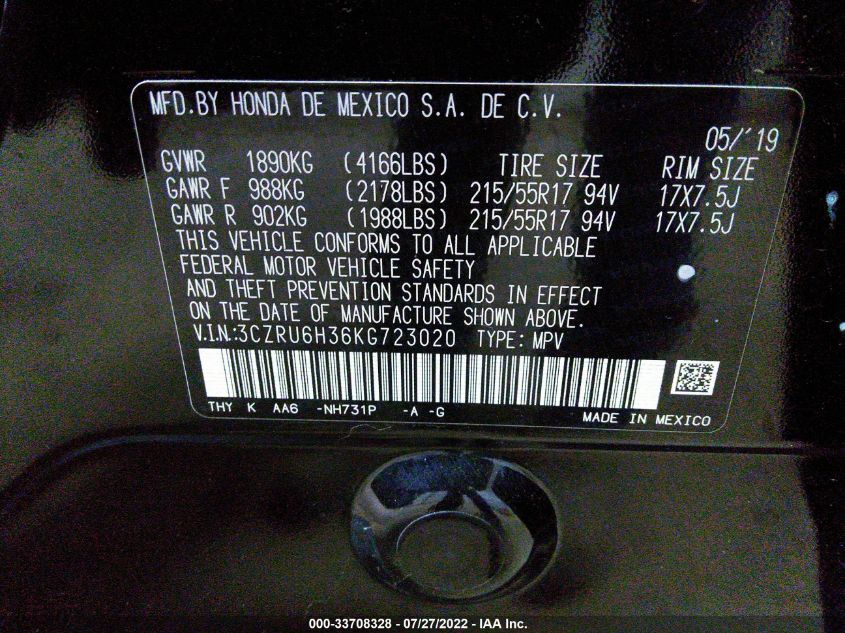 MFD.BY HONDA DE MEXICO S.A. DE C.V.
05/'19
GVWR 1890KG (4166LBS) TIRE SIZE RIM SIZE
GAWR F 988KG (2178LBS) 215/55R17 94V 17X7.5J
GAWR R 902KG (1988LBS) 215/55R17 94V 17X7.5J
THIS VEHICLE CONFORMS TO ALL APPLICABLE
FEDERAL MOTOR VEHICLE SAFETY
AND THEFT PREVENTION STANDARDS IN EFFECT
ON THE DATE OF MANUFACTURE SHOWN ABOVE.
V.I.N.:3CZRU6H36KG723020 TYPE: MPV
THY K AA6 -NH731P -A -G
MADE IN MEXICO
000-33708328 - 07/27/2022 - IAA Inc.